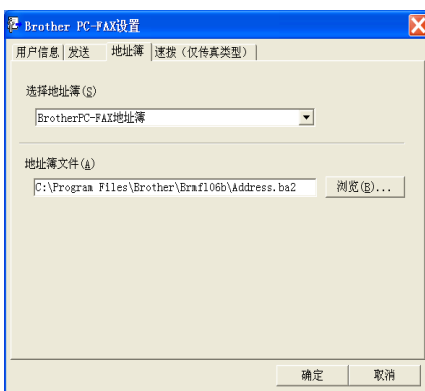 Brother PC-FAX设置
用户信息 发送 地址簿 速拨（仅传真类型）
选择地址簿(S)
BrotherPC-FAX地址簿
地址簿文件(A)
C:\Program Files\Brother\Brmfl06b\Address.ba2 浏览(B)...
确定 取消